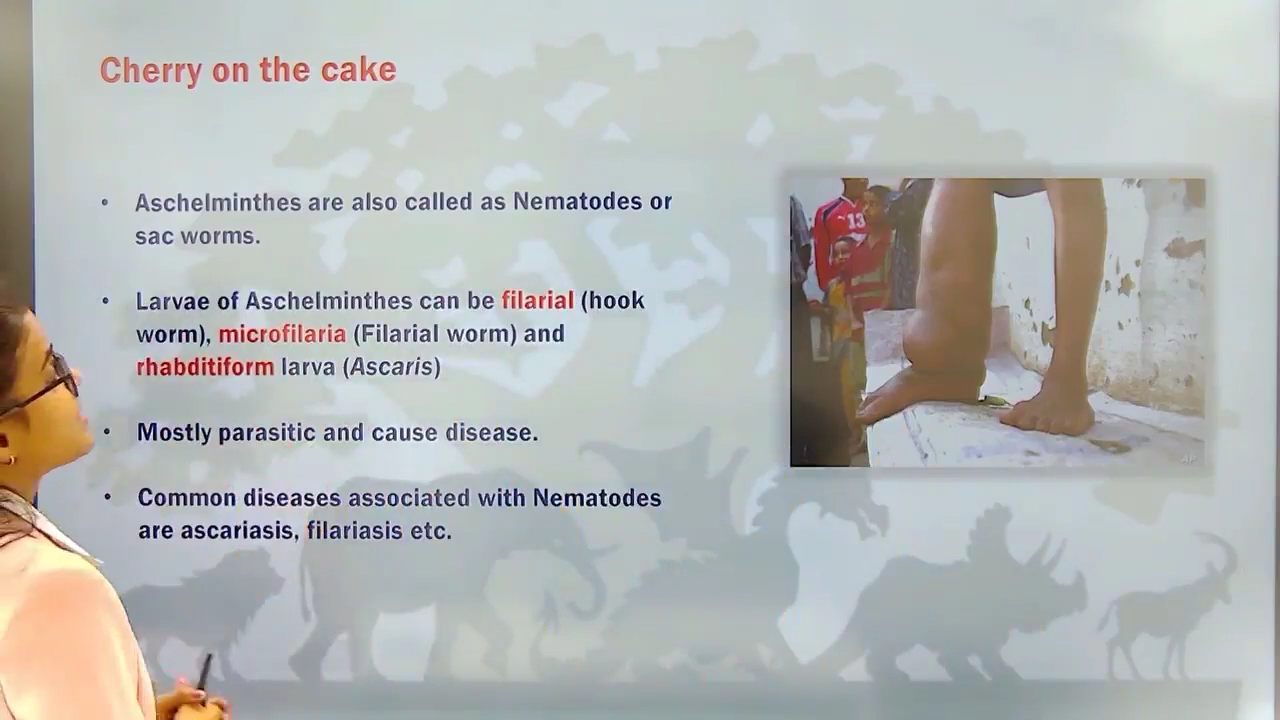 Cherry on the cake
• Aschelminthes are also called as Nematodes or
sac worms.
• Larvae of Aschelminthes can be filarial (hook
worm), microfilaria (Filarial worm) and
rhabditiform larva (Ascaris)
• Mostly parasitic and cause disease.
• Common diseases associated with Nematodes
are ascariasis, filariasis etc.
13
AP